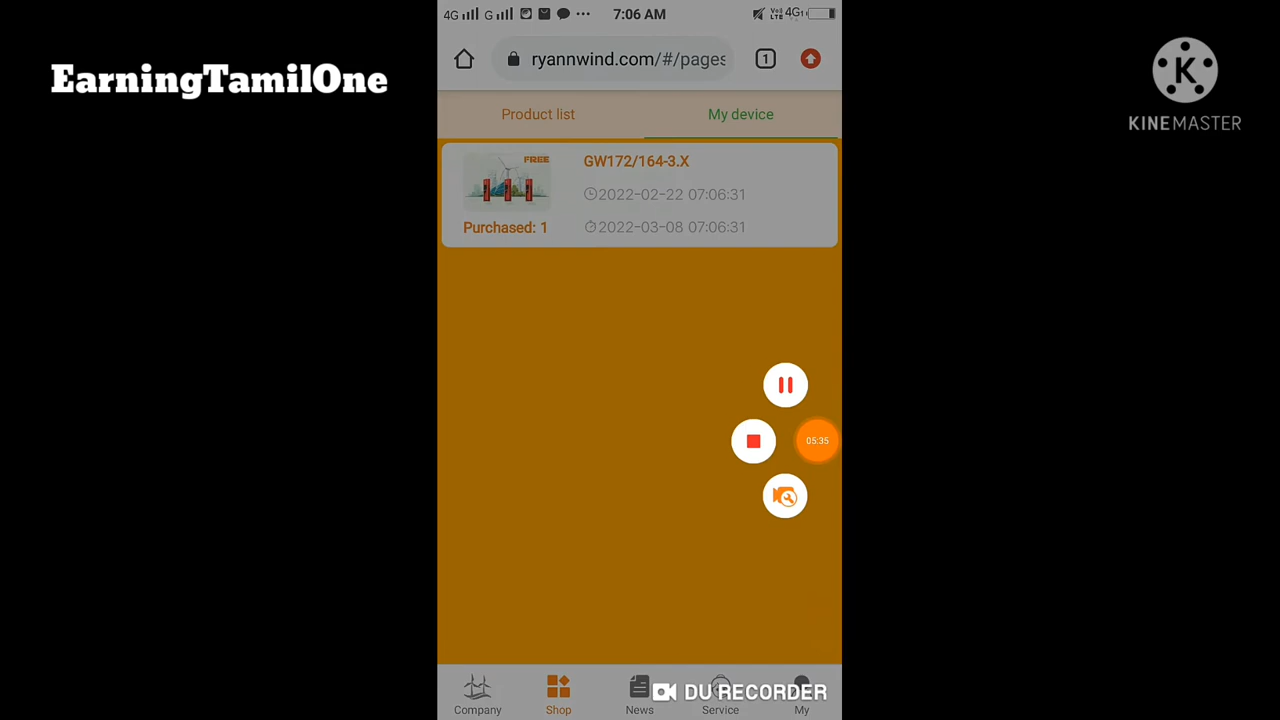 EarningTamilOne
KINEMASTER
4G
G
7:06 AM
4G
ryannwind.com/#/pages
1
Product list
My device
FREE
GW172/164-3.X
2022-02-22 07:06:31
Purchased: 1
2022-03-08 07:06:31
05:35
DU RECORDER
Company
Shop
News
Service
My